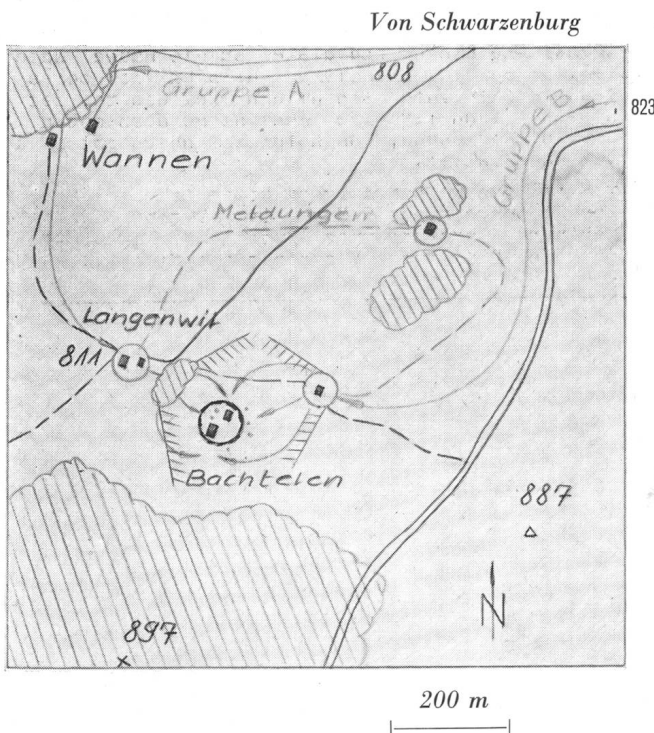 Von Schwarzenburg
808
Gruppe A
823
Gruppe B
Wannen
Meldungen
Langenwil
811
Bachtelen
887
N
897
200 m